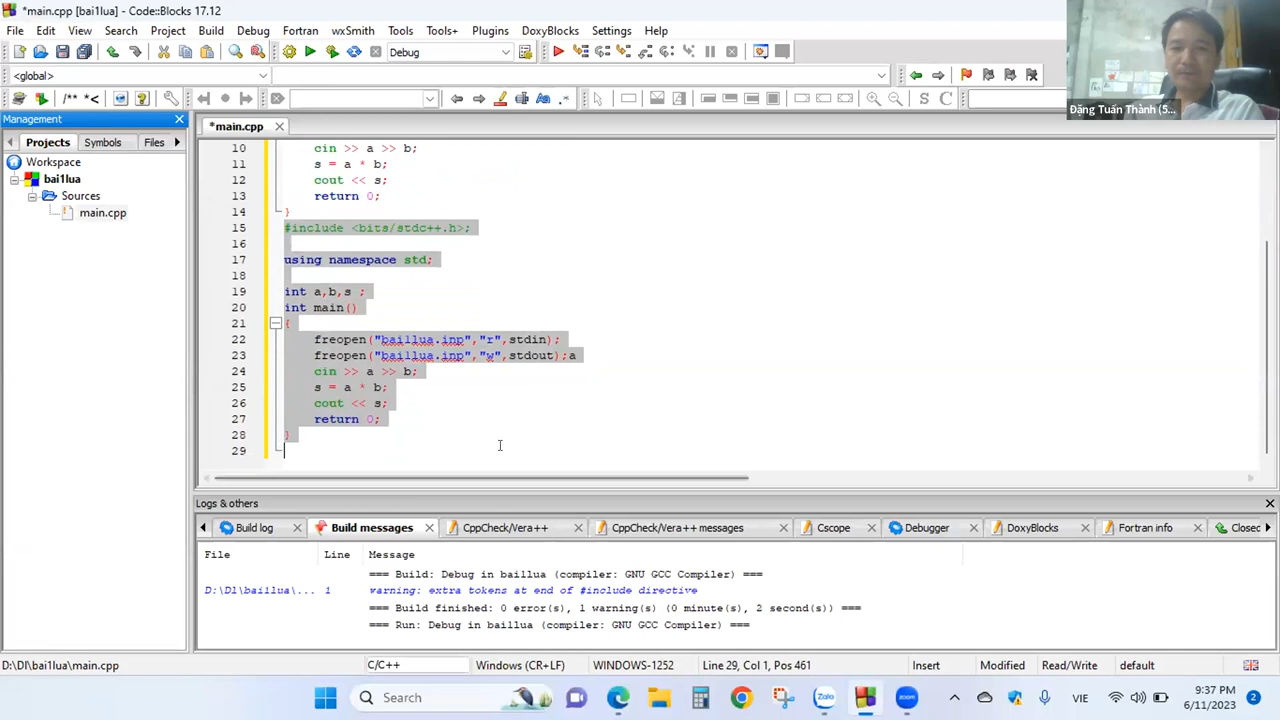 *main.cpp [bai1lua] - Code::Blocks 17.12
File Edit View Search Project Build Debug Fortran wxSmith Tools Tools+ Plugins DoxyBlocks Settings Help
Debug
<global>
/** *<
Aa .*
S C
Đặng Tuấn Thành (5...
Management
*main.cpp
Projects Symbols Files
Workspace
bai1lua
Sources
main.cpp
10 cin >> a >> b;
11 s = a * b;
12 cout << s;
13 return 0;
14 }
15 #include <bits/stdc++.h>;
16
17 using namespace std;
18
19 int a,b,s ;
20 int main()
21 {
22 freopen("bai1lua.inp","r",stdin);
23 freopen("bai1lua.inp","w",stdout);a
24 cin >> a >> b;
25 s = a * b;
26 cout << s;
27 return 0;
28 }
29
Logs & others
Build log Build messages CppCheck/Vera++ CppCheck/Vera++ messages Cscope Debugger DoxyBlocks Fortran info Closec
File Line Message
=== Build: Debug in bai1lua (compiler: GNU GCC Compiler) ===
D:\Dl\bai1lua\... 1 warning: extra tokens at end of #include directive
=== Build finished: 0 error(s), 1 warning(s) (0 minute(s), 2 second(s)) ===
=== Run: Debug in bai1lua (compiler: GNU GCC Compiler) ===
D:\Dl\bai1lua\main.cpp C/C++ Windows (CR+LF) WINDOWS-1252 Line 29, Col 1, Pos 461 Insert Modified Read/Write default
Search
Zalo
zoom
VIE
9:37 PM
6/11/2023
2